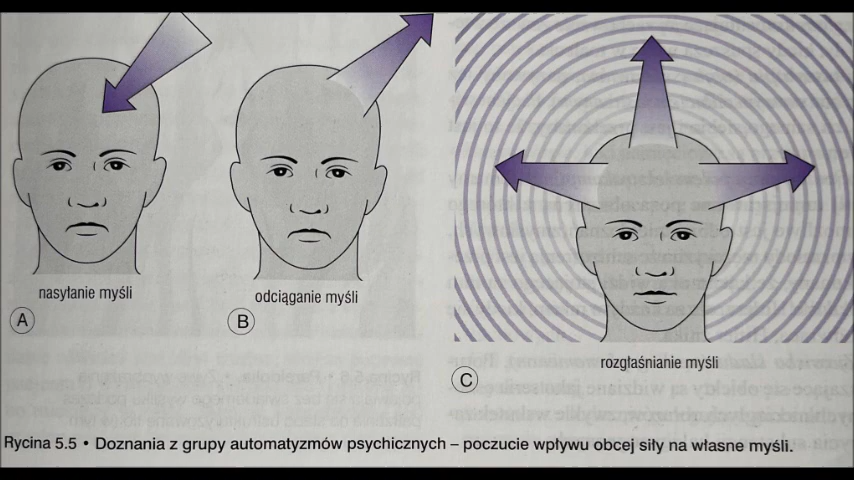 nasyłanie myśli
A
odciąganie myśli
B
rozgłaśnianie myśli
C
Rycina 5.5 • Doznania z grupy automatyzmów psychicznych – poczucie wpływu obcej siły na własne myśli.